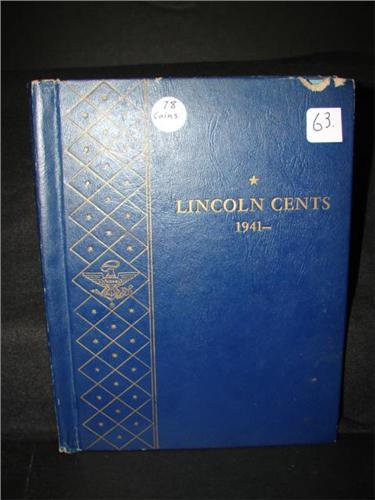 78
Coins
63.
LINCOLN CENTS
1941–